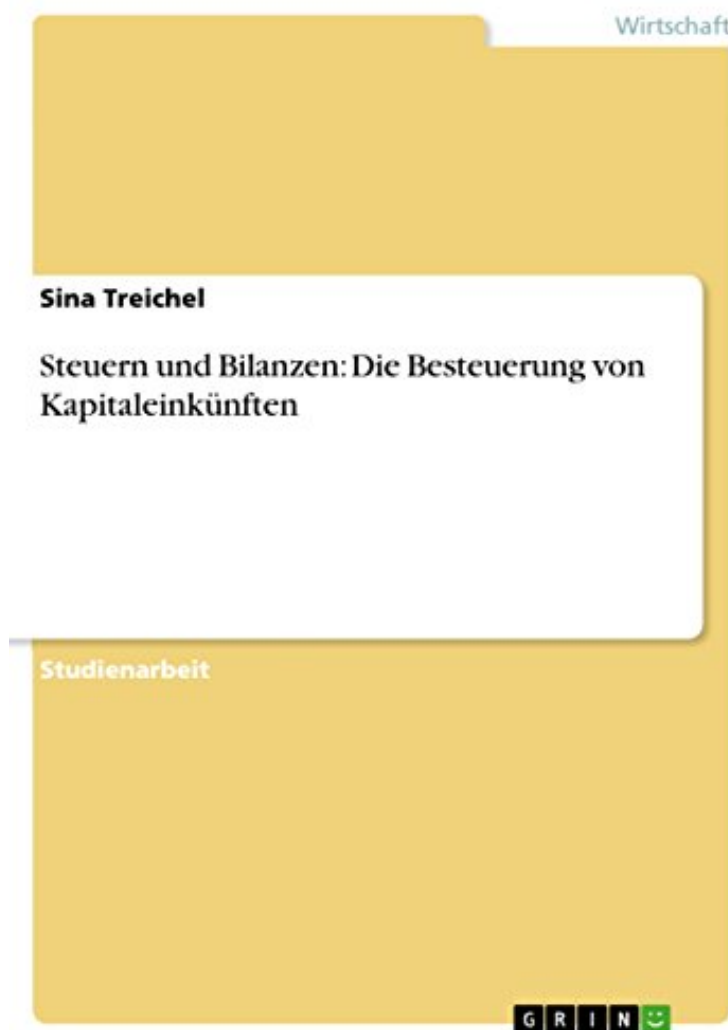 Wirtschaft
Sina Treichel
Steuern und Bilanzen: Die Besteuerung von
Kapitaleinkünften
Studienarbeit
GRIN